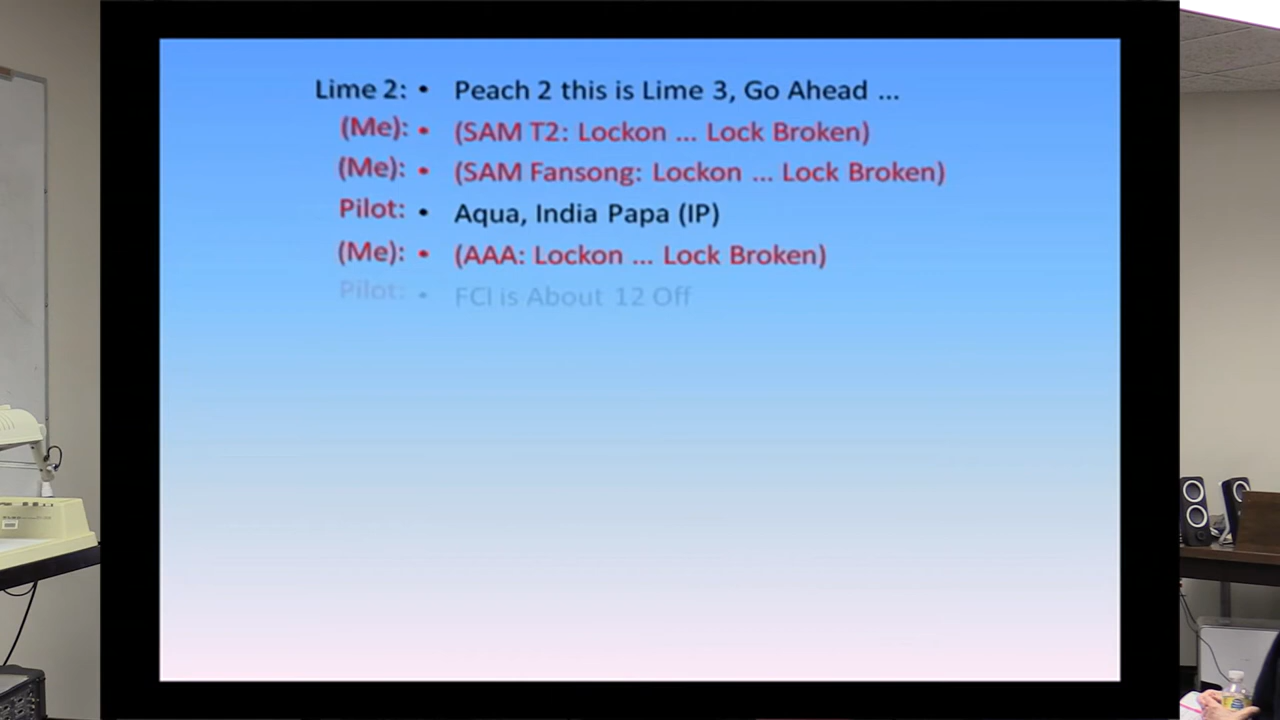 Lime 2: • Peach 2 this is Lime 3, Go Ahead ...
(Me): • (SAM T2: Lockon ... Lock Broken)
(Me): • (SAM Fansong: Lockon ... Lock Broken)
Pilot: • Aqua, India Papa (IP)
(Me): • (AAA: Lockon ... Lock Broken)
Pilot: • FCI is About 12 Off